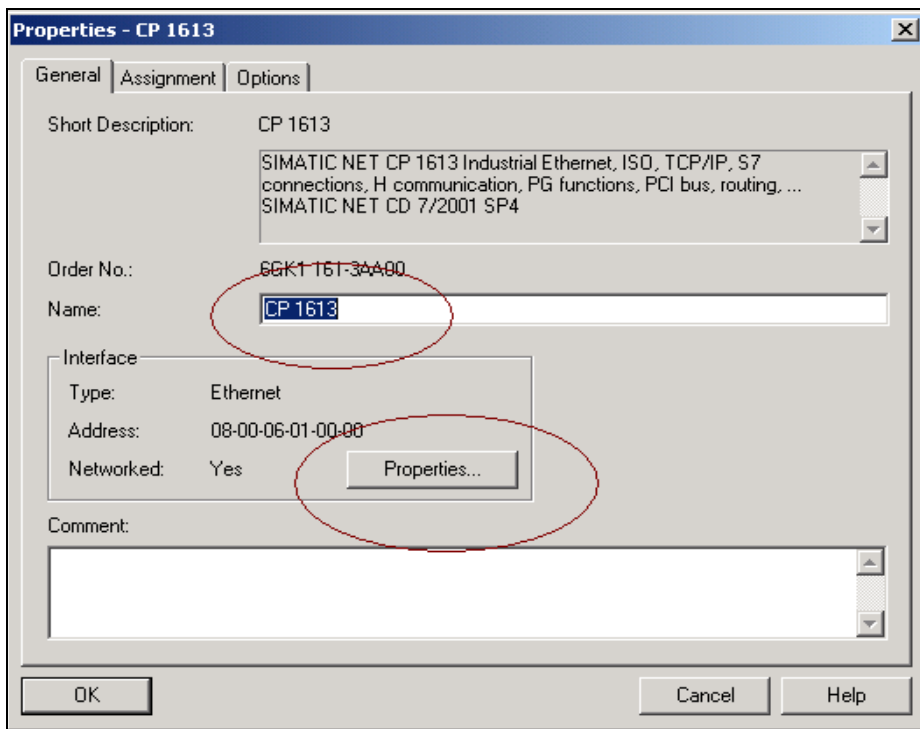 Properties - CP 1613
General Assignment Options
Short Description: CP 1613
SIMATIC NET CP 1613 Industrial Ethernet, ISO, TCP/IP, S7
connections, H communication, PG functions, PCI bus, routing, ...
SIMATIC NET CD 7/2001 SP4
Order No.: 6GK1 161-3AA00
Name: CP 1613
Interface
Type: Ethernet
Address: 08-00-06-01-00-00
Networked: Yes Properties...
Comment:
OK Cancel Help